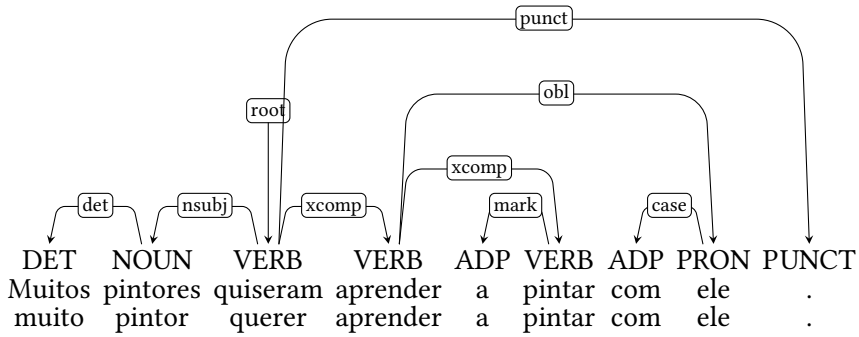 punct
obl
root
xcomp
det nsubj xcomp mark case
DET NOUN VERB VERB ADP VERB ADP PRON PUNCT
Muitos pintores quiseram aprender a pintar com ele .
muito pintor querer aprender a pintar com ele .